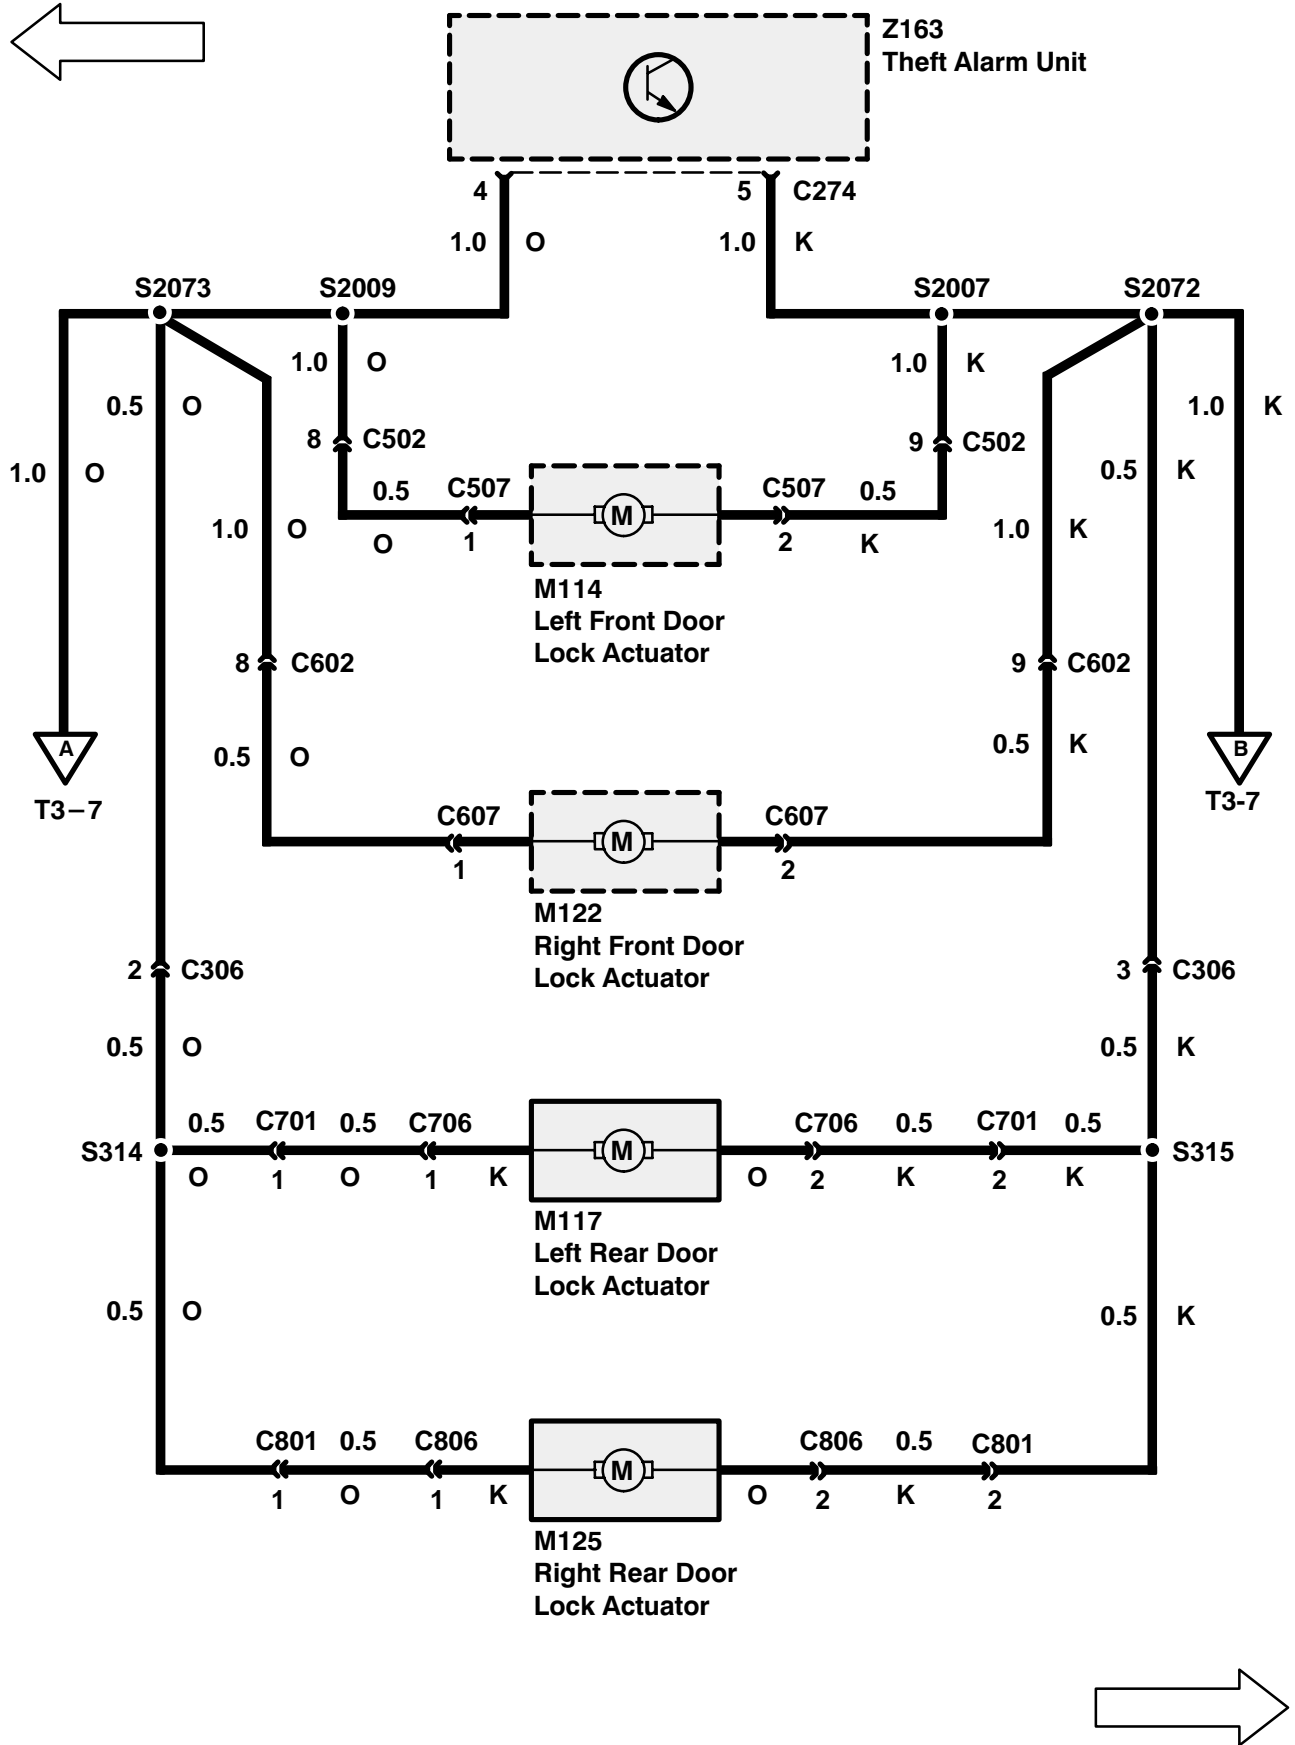 Z163
Theft Alarm Unit
4
5 C274
1.0 O
1.0 K
S2073
S2009
S2007
S2072
1.0 O
1.0 K
0.5 O
1.0 K
8 C502
9 C502
1.0 O
0.5 K
0.5
C507
C507
0.5
O
1
M
2
K
1.0 O
1.0 K
M114
Left Front Door
Lock Actuator
8 C602
9 C602
A
B
0.5 O
0.5 K
T3–7
T3-7
C607
C607
M
1
2
M122
Right Front Door
Lock Actuator
2 C306
3 C306
0.5 O
0.5 K
0.5 C701 0.5 C706
C706 0.5 C701 0.5
S314
M
S315
O 1 O 1 K
O 2 K 2 K
M117
Left Rear Door
Lock Actuator
0.5 O
0.5 K
C801 0.5 C806
C806 0.5 C801
M
1 O 1 K
O 2 K 2
M125
Right Rear Door
Lock Actuator